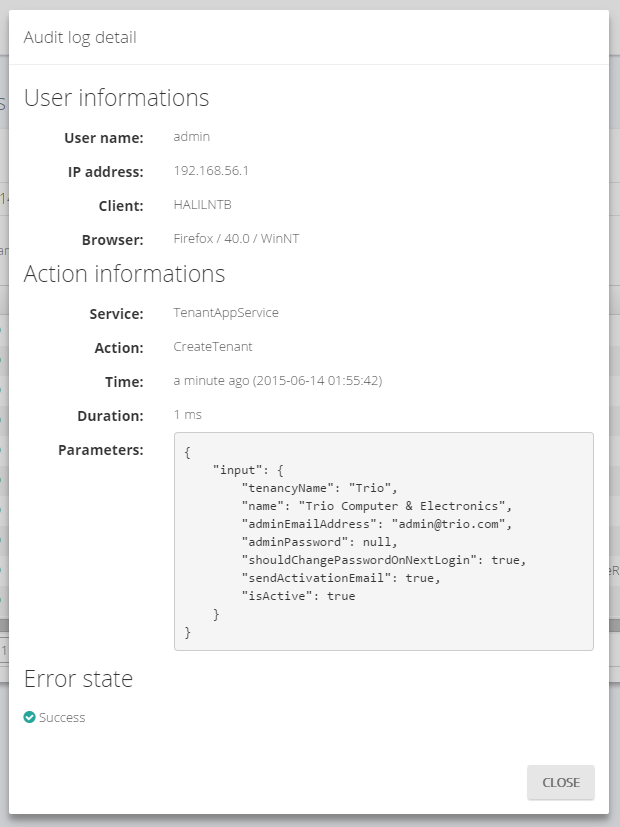 Audit log detail
User informations
User name: admin
IP address: 192.168.56.1
Client: HALILNTB
Browser: Firefox / 40.0 / WinNT
Action informations
Service: TenantAppService
Action: CreateTenant
Time: a minute ago (2015-06-14 01:55:42)
Duration: 1 ms
Parameters:
{
    "input": {
        "tenancyName": "Trio",
        "name": "Trio Computer & Electronics",
        "adminEmailAddress": "admin@trio.com",
        "adminPassword": null,
        "shouldChangePasswordOnNextLogin": true,
        "sendActivationEmail": true,
        "isActive": true
    }
}
Error state
Success
CLOSE